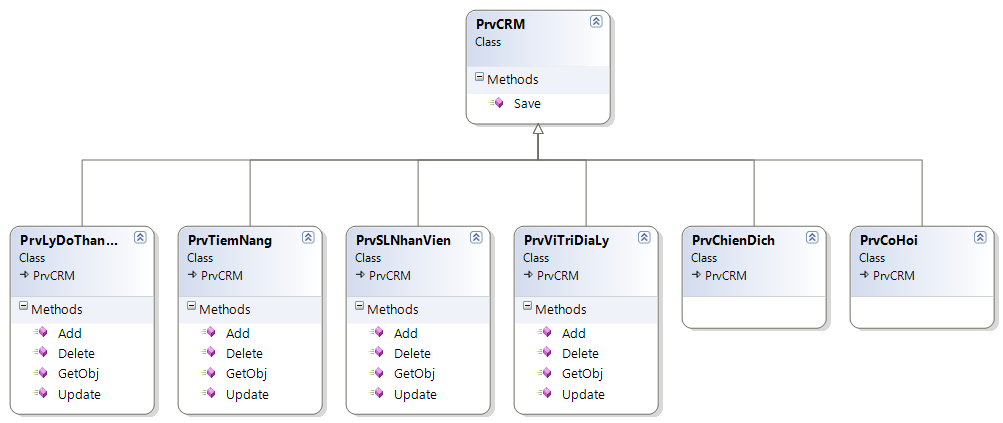 PrvCRM
Class
Methods
Save
PrvLyDoThan...
Class
PrvCRM
Methods
Add
Delete
GetObj
Update
PrvTiemNang
Class
PrvCRM
Methods
Add
Delete
GetObj
Update
PrvSLNhanVien
Class
PrvCRM
Methods
Add
Delete
GetObj
Update
PrvViTriDiaLy
Class
PrvCRM
Methods
Add
Delete
GetObj
Update
PrvChienDich
Class
PrvCRM
PrvCoHoi
Class
PrvCRM